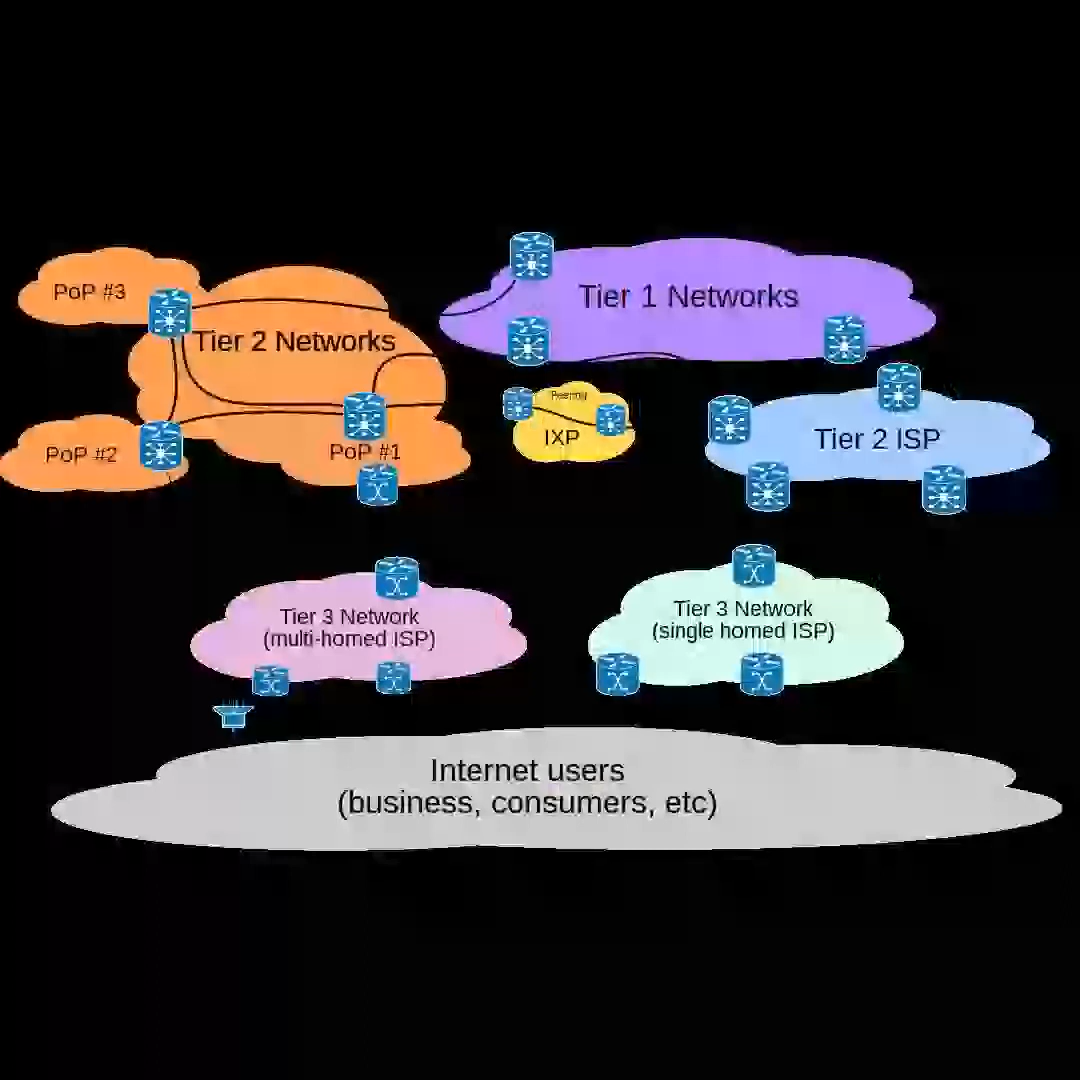 PoP #3
Tier 1 Networks
Tier 2 Networks
Peering
IXP
Tier 2 ISP
PoP #2
PoP #1
Tier 3 Network
(multi-homed ISP)
Tier 3 Network
(single homed ISP)
Internet users
(business, consumers, etc)